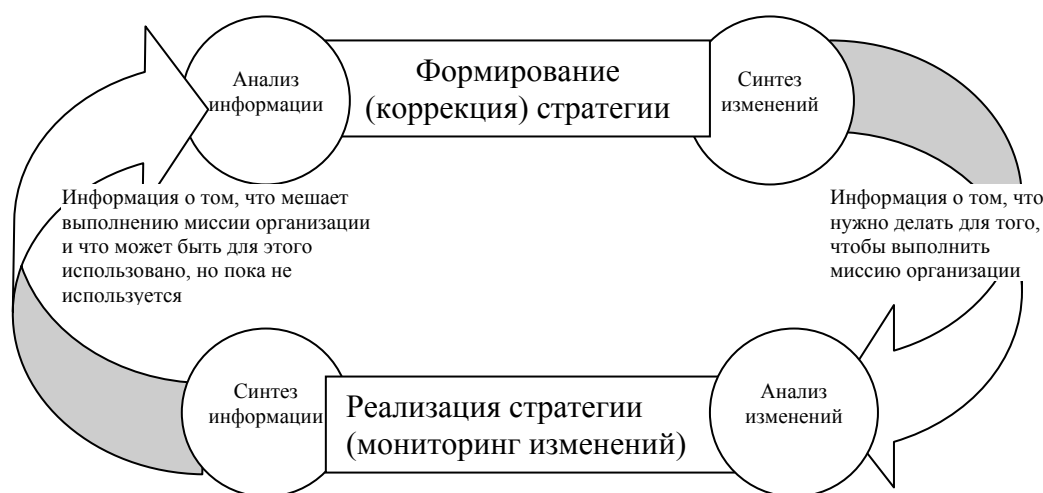 Анализ
информации
Формирование
(коррекция) стратегии
Синтез
изменений
Информация о том, что мешает
выполнению миссии организации
и что может быть для этого
использовано, но пока не
используется
Информация о том, что
нужно делать для того,
чтобы выполнить
миссию организации
Синтез
информации
Реализация стратегии
(мониторинг изменений)
Анализ
изменений